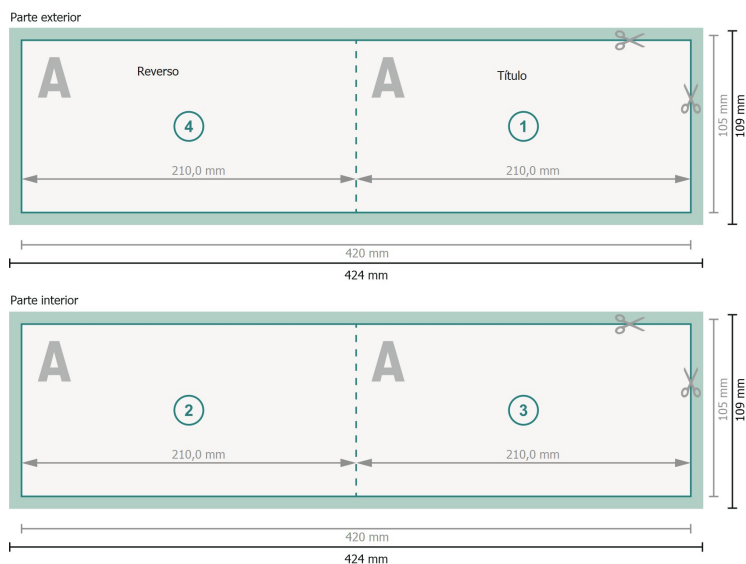 Parte exterior
A
Reverso
A
Título
4
1
210,0 mm
210,0 mm
105 mm
109 mm
420 mm
424 mm
Parte interior
A
A
2
3
210,0 mm
210,0 mm
105 mm
109 mm
420 mm
424 mm